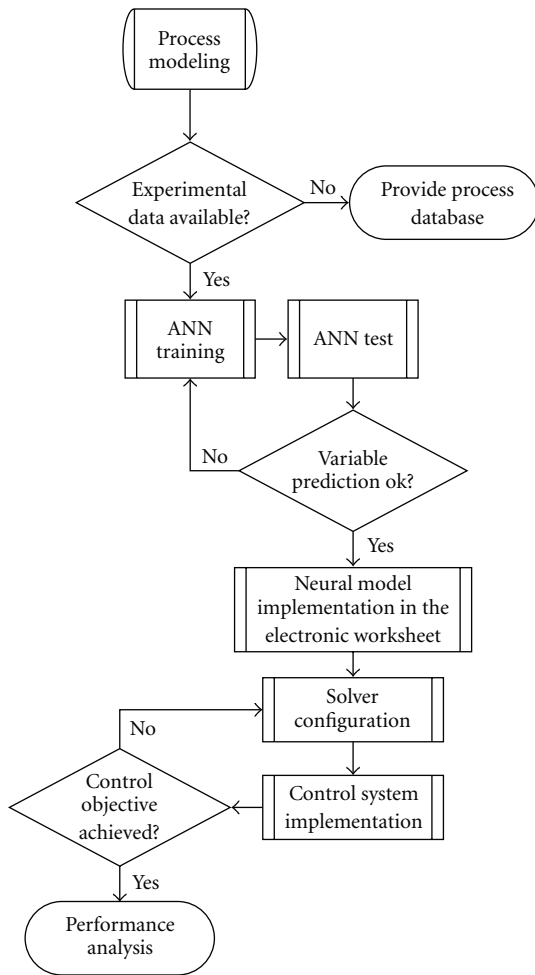 Process
modeling
Experimental
data available?
No
Provide process
database
Yes
ANN
training
ANN test
No
Variable
prediction ok?
Yes
Neural model
implementation in the
electronic worksheet
Solver
configuration
No
Control
objective
achieved?
Control system
implementation
Yes
Performance
analysis